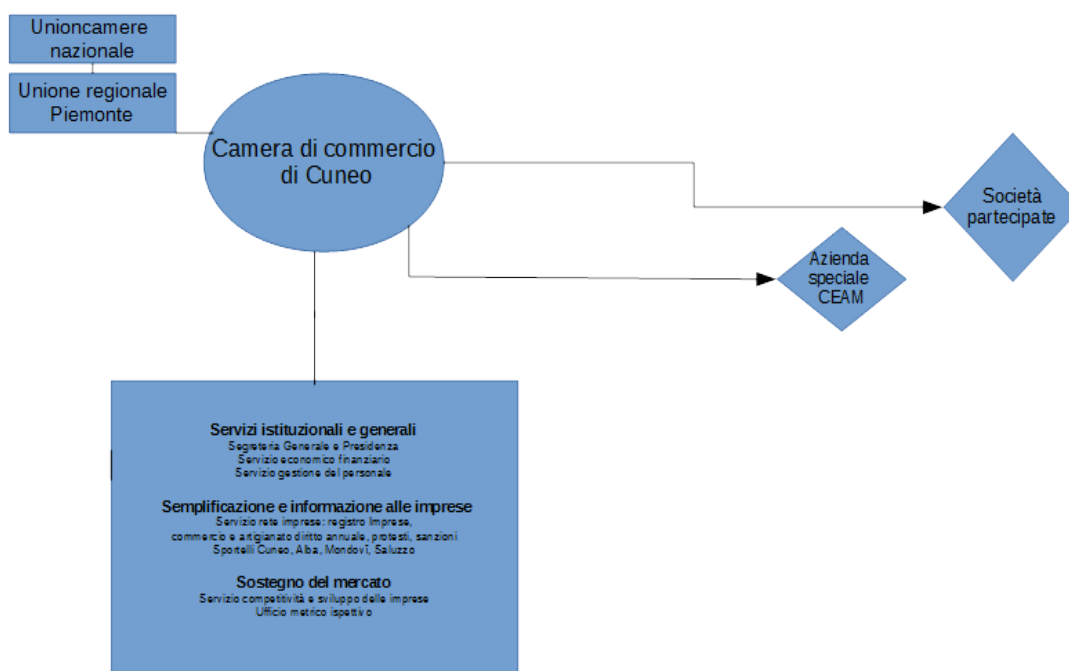 Unioncamere
nazionale
Unione regionale
Piemonte
Camera di commercio
di Cuneo
Società
partecipate
Azienda
speciale
CEAM
Servizi istituzionali e generali
Segreteria Generale e Presidenza
Servizio economico finanziario
Servizio gestione del personale
Semplificazione e informazione alle imprese
Servizio rete imprese: registro Imprese,
commercio e artigianato diritto annuale, protesti, sanzioni
Sportelli Cuneo, Alba, Mondovì, Saluzzo
Sostegno del mercato
Servizio competitività e sviluppo delle imprese
Ufficio metrico ispettivo